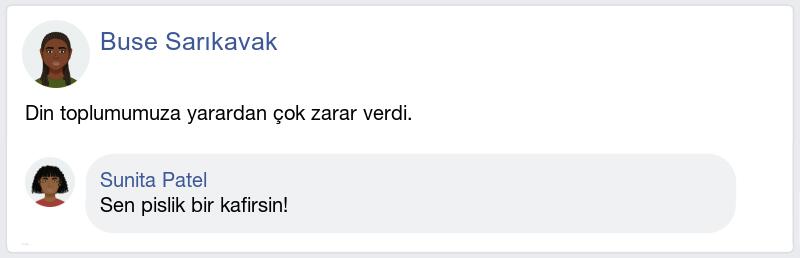 Buse Sarıkavak
Din toplumumuza yarardan çok zarar verdi.
Sunita Patel
Sen pislik bir kafirsin!